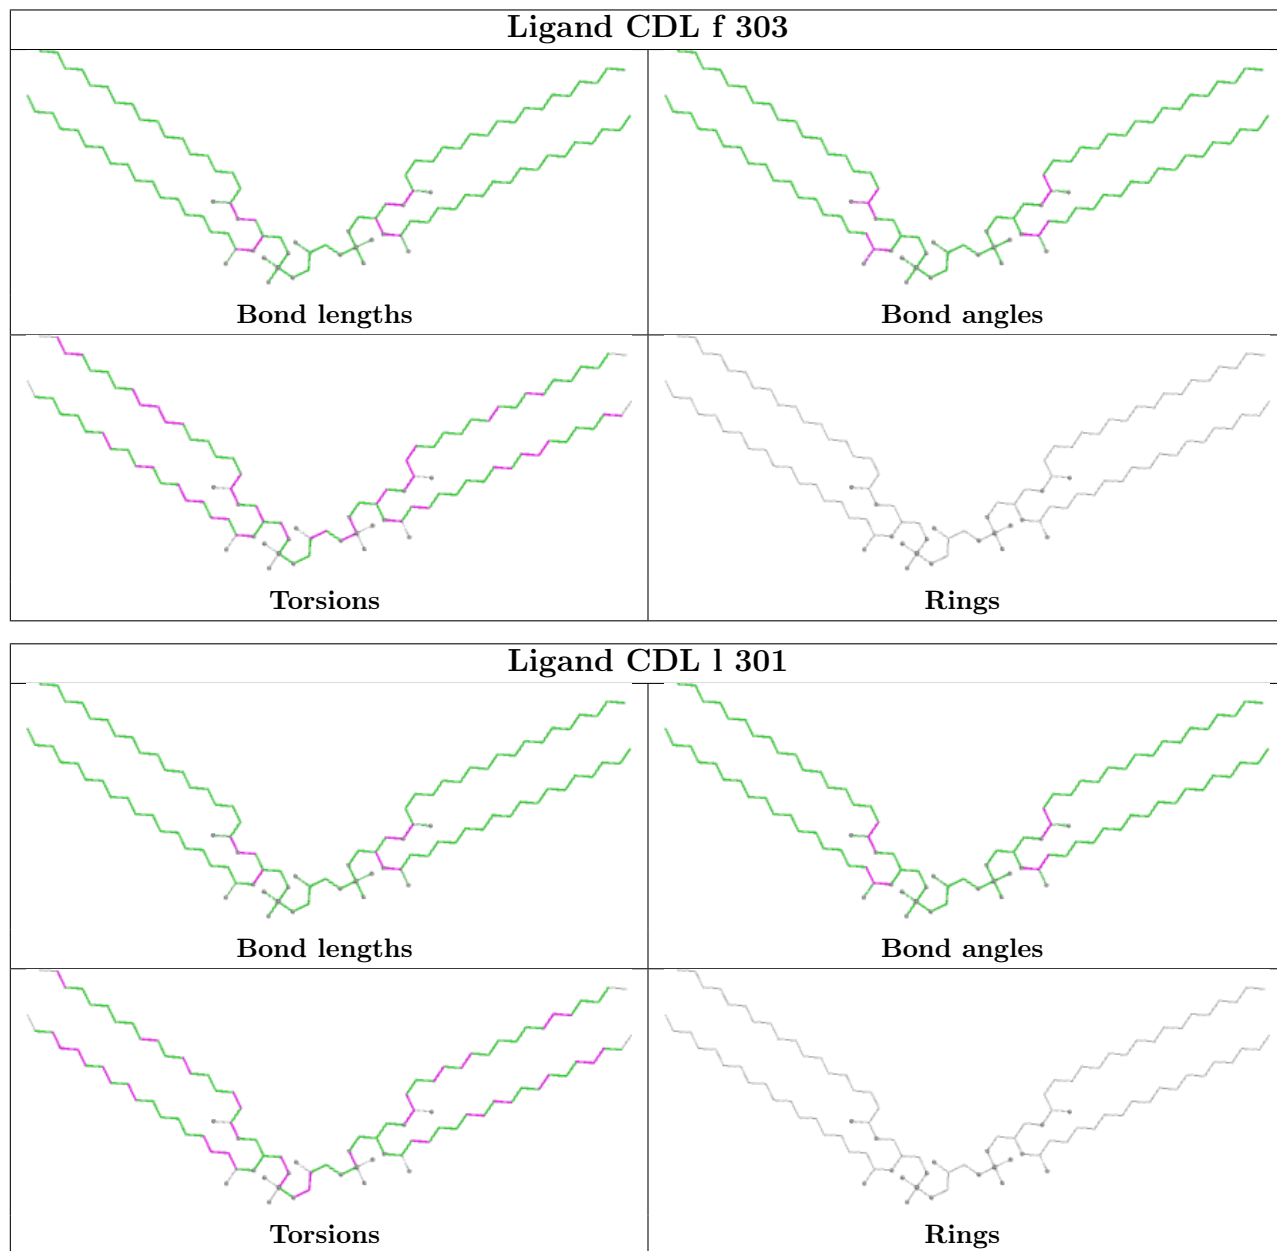 Ligand CDL f 303
Bond lengths
Bond angles
Torsions
Rings
Ligand CDL l 301
Bond lengths
Bond angles
Torsions
Rings